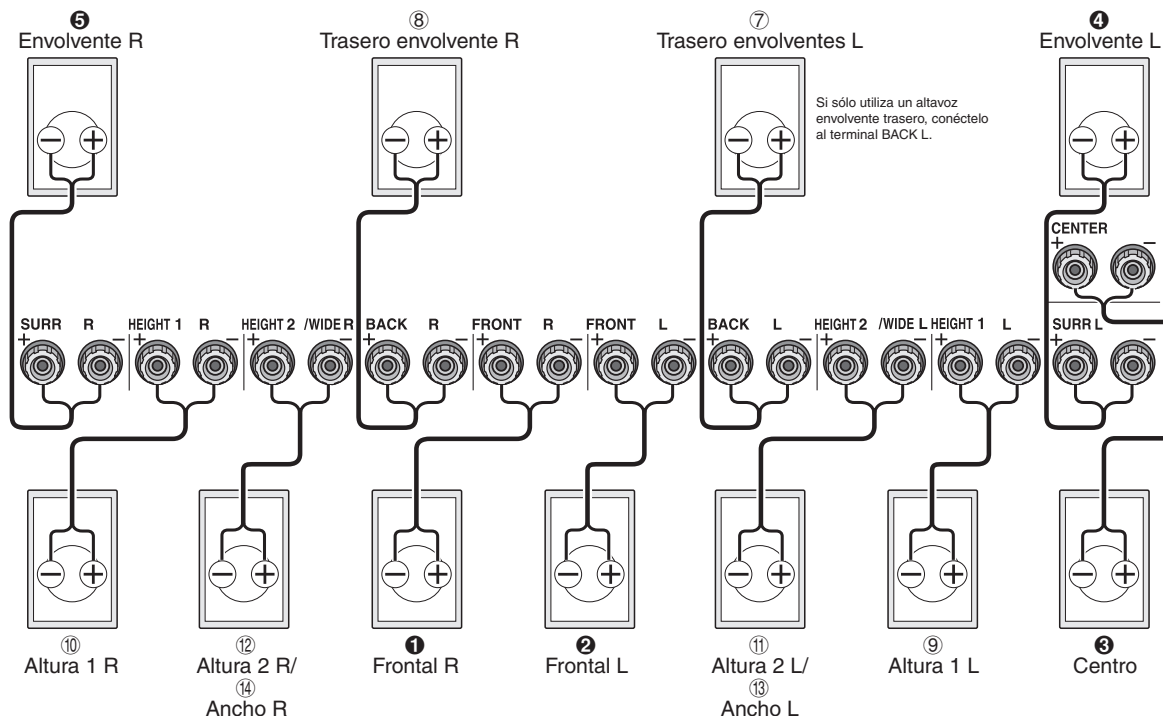 ❺ ⑧ ⑦ ❹
Envolvente R Trasero envolvente R Trasero envolventes L Envolvente L
Si sólo utiliza un altavoz
envolvente trasero, conéctelo
al terminal BACK L.
− + − + − + − +
CENTER
+ −
SURR R HEIGHT 1 R HEIGHT 2 /WIDE R BACK R FRONT R FRONT L BACK L HEIGHT 2 /WIDE L HEIGHT 1 L SURR L
+ − + − + − + − + − + − + − + − + − + −
− + − + − + − + − + − + − +
⑩ ⑫ ❶ ❷ ⑪ ⑨ ❸
Altura 1 R Altura 2 R/ Frontal R Frontal L Altura 2 L/ Altura 1 L Centro
⑭ ⑬
Ancho R Ancho L